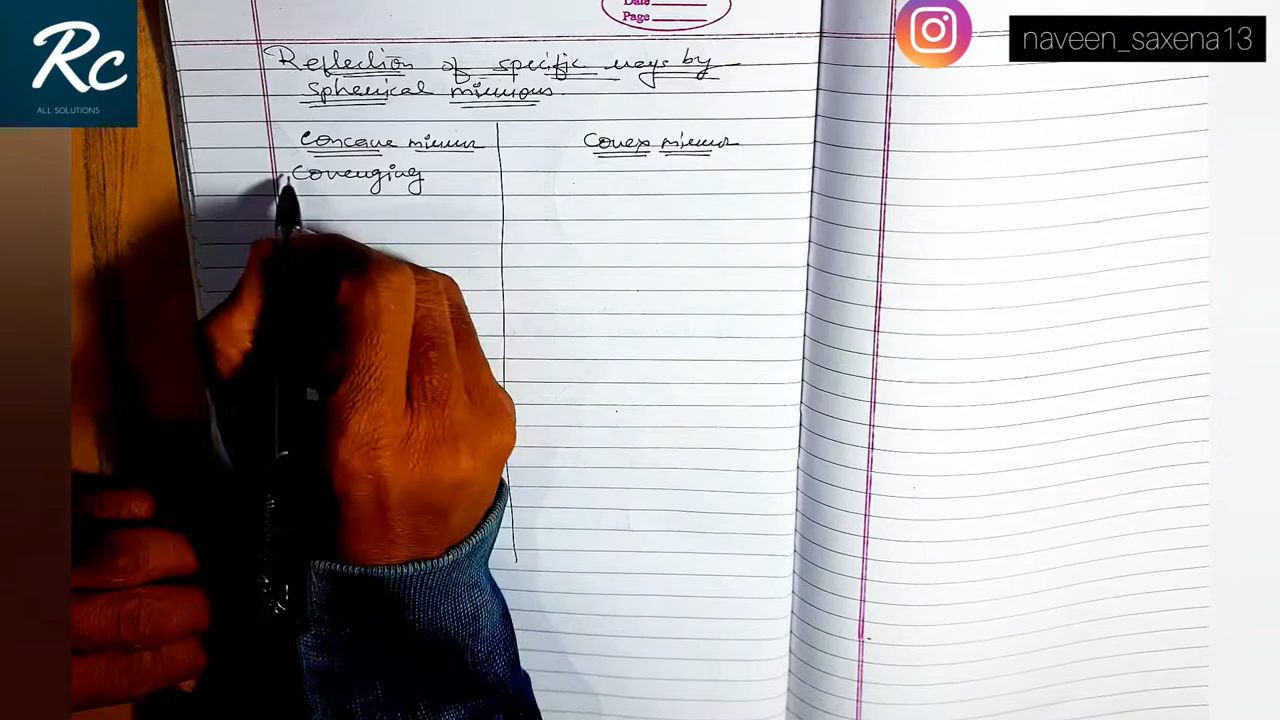 Rc
ALL SOLUTIONS
Date
Page
naveen_saxena13
Reflection of specific rays by
Spherical mirrors.
Concave mirror
Convex mirror
Converging